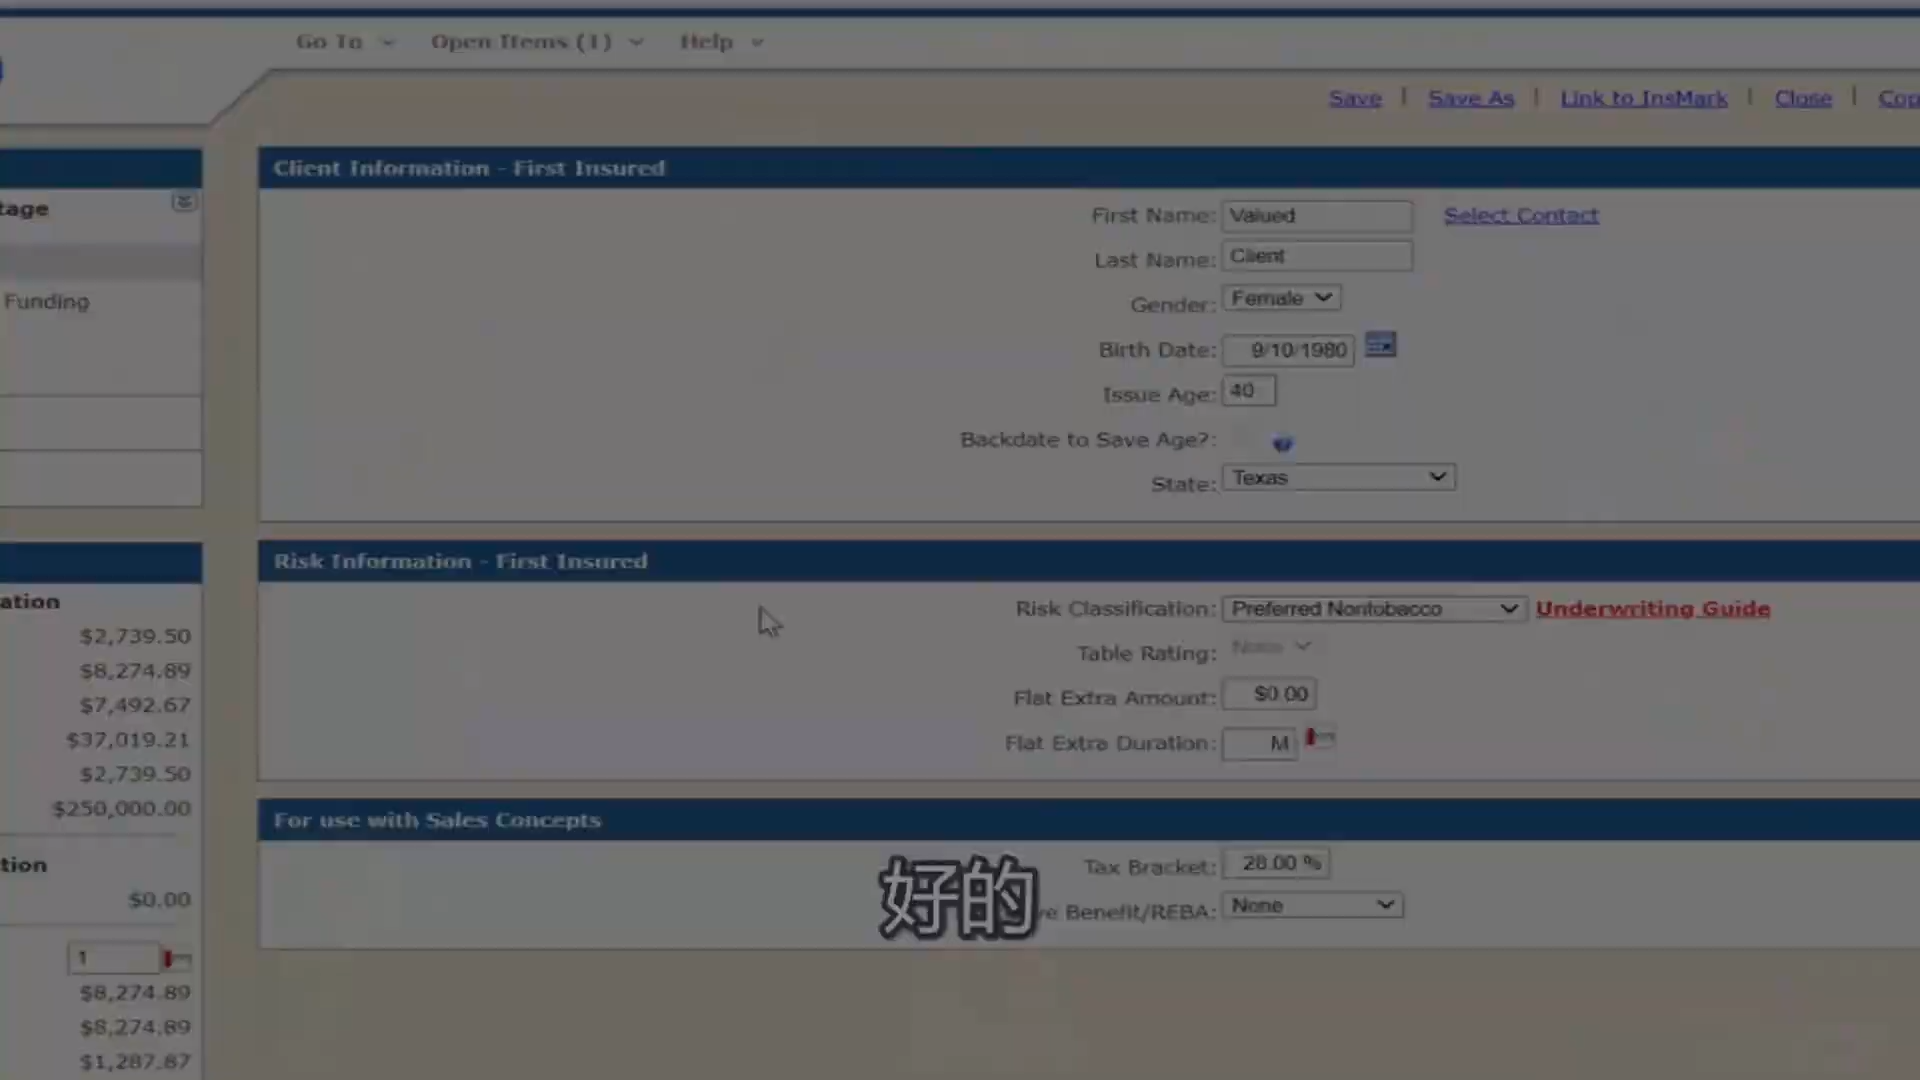 Go To Open Items (1) Help
Save | Save As | Link to InsMark | Close |
Client Information - First Insured
First Name: Valued Select Contact
Last Name: Client
Gender: Female
Birth Date: 9/10/1980
Issue Age: 40
Backdate to Save Age?:
State: Texas
Risk Information - First Insured
Risk Classification: Preferred Nontobacco Underwriting Guide
Table Rating: None
Flat Extra Amount: $0.00
Flat Extra Duration: M
For use with Sales Concepts
Tax Bracket: 28.00 %
Benefit/REBA: None
好的
Funding
$2,739.50
$8,274.89
$7,492.67
$37,019.21
$2,739.50
$250,000.00
$0.00
1
$8,274.89
$8,274.89
$1,287.87